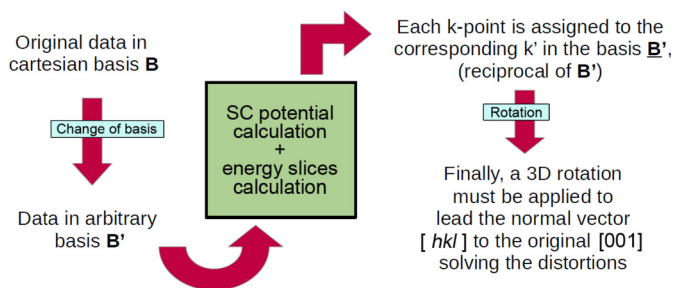 Original data in
cartesian basis B
Change of basis
Data in arbitrary
basis B’
SC potential
calculation
+
energy slices
calculation
Each k-point is assigned to the
corresponding k’ in the basis B’,
(reciprocal of B’)
Rotation
Finally, a 3D rotation
must be applied to
lead the normal vector
[ hkl ] to the original [001]
solving the distortions